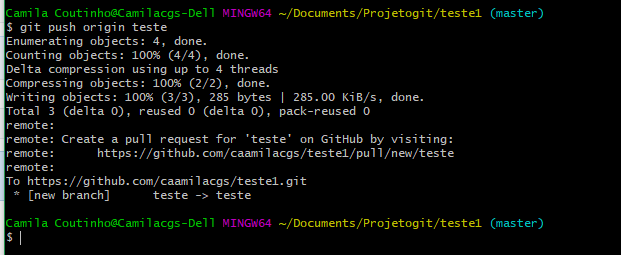 Camila Coutinho@Camilacgs-Dell MINGW64 ~/Documents/Projetogit/teste1 (master)
$ git push origin teste
Enumerating objects: 4, done.
Counting objects: 100% (4/4), done.
Delta compression using up to 4 threads
Compressing objects: 100% (2/2), done.
Writing objects: 100% (3/3), 285 bytes | 285.00 KiB/s, done.
Total 3 (delta 0), reused 0 (delta 0), pack-reused 0
remote:
remote: Create a pull request for 'teste' on GitHub by visiting:
remote:      https://github.com/caamilacgs/teste1/pull/new/teste
remote:
To https://github.com/caamilacgs/teste1.git
 * [new branch]      teste -> teste
Camila Coutinho@Camilacgs-Dell MINGW64 ~/Documents/Projetogit/teste1 (master)
$